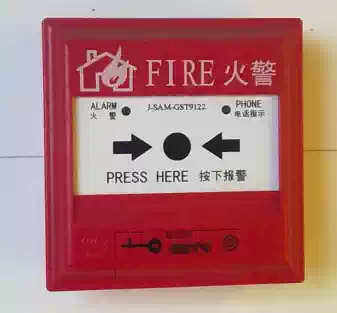 FIRE 火警
ALARM J-SAM-GST9122 PHONE
火 警 电话指示
PRESS HERE 按下报警